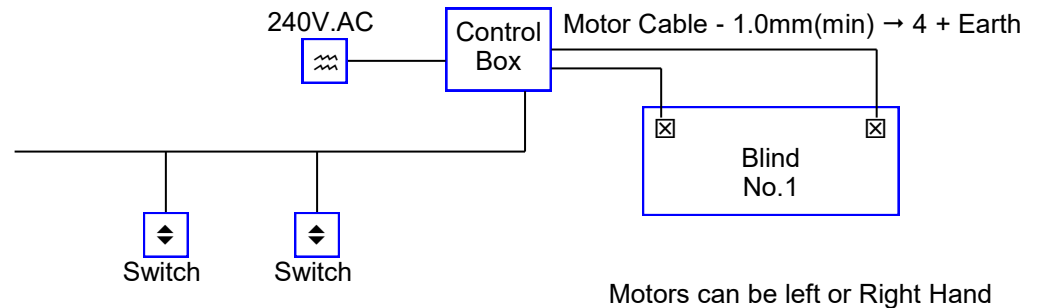 240V.AC
Control
Box
Motor Cable - 1.0mm(min) → 4 + Earth
Blind
No.1
Switch
Switch
Motors can be left or Right Hand